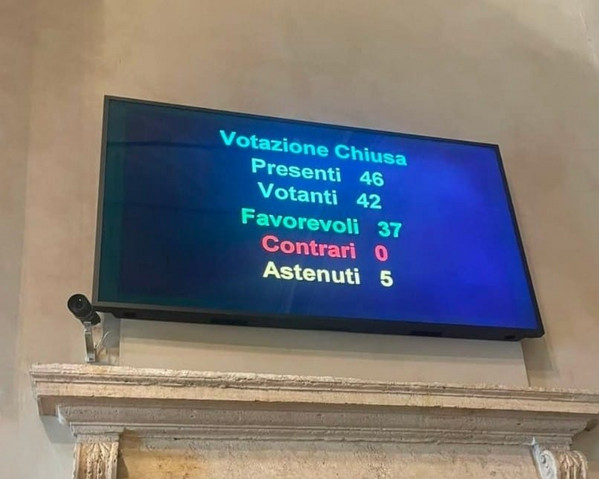 Votazione Chiusa
Presenti 46
Votanti 42
Favorevoli 37
Contrari 0
Astenuti 5